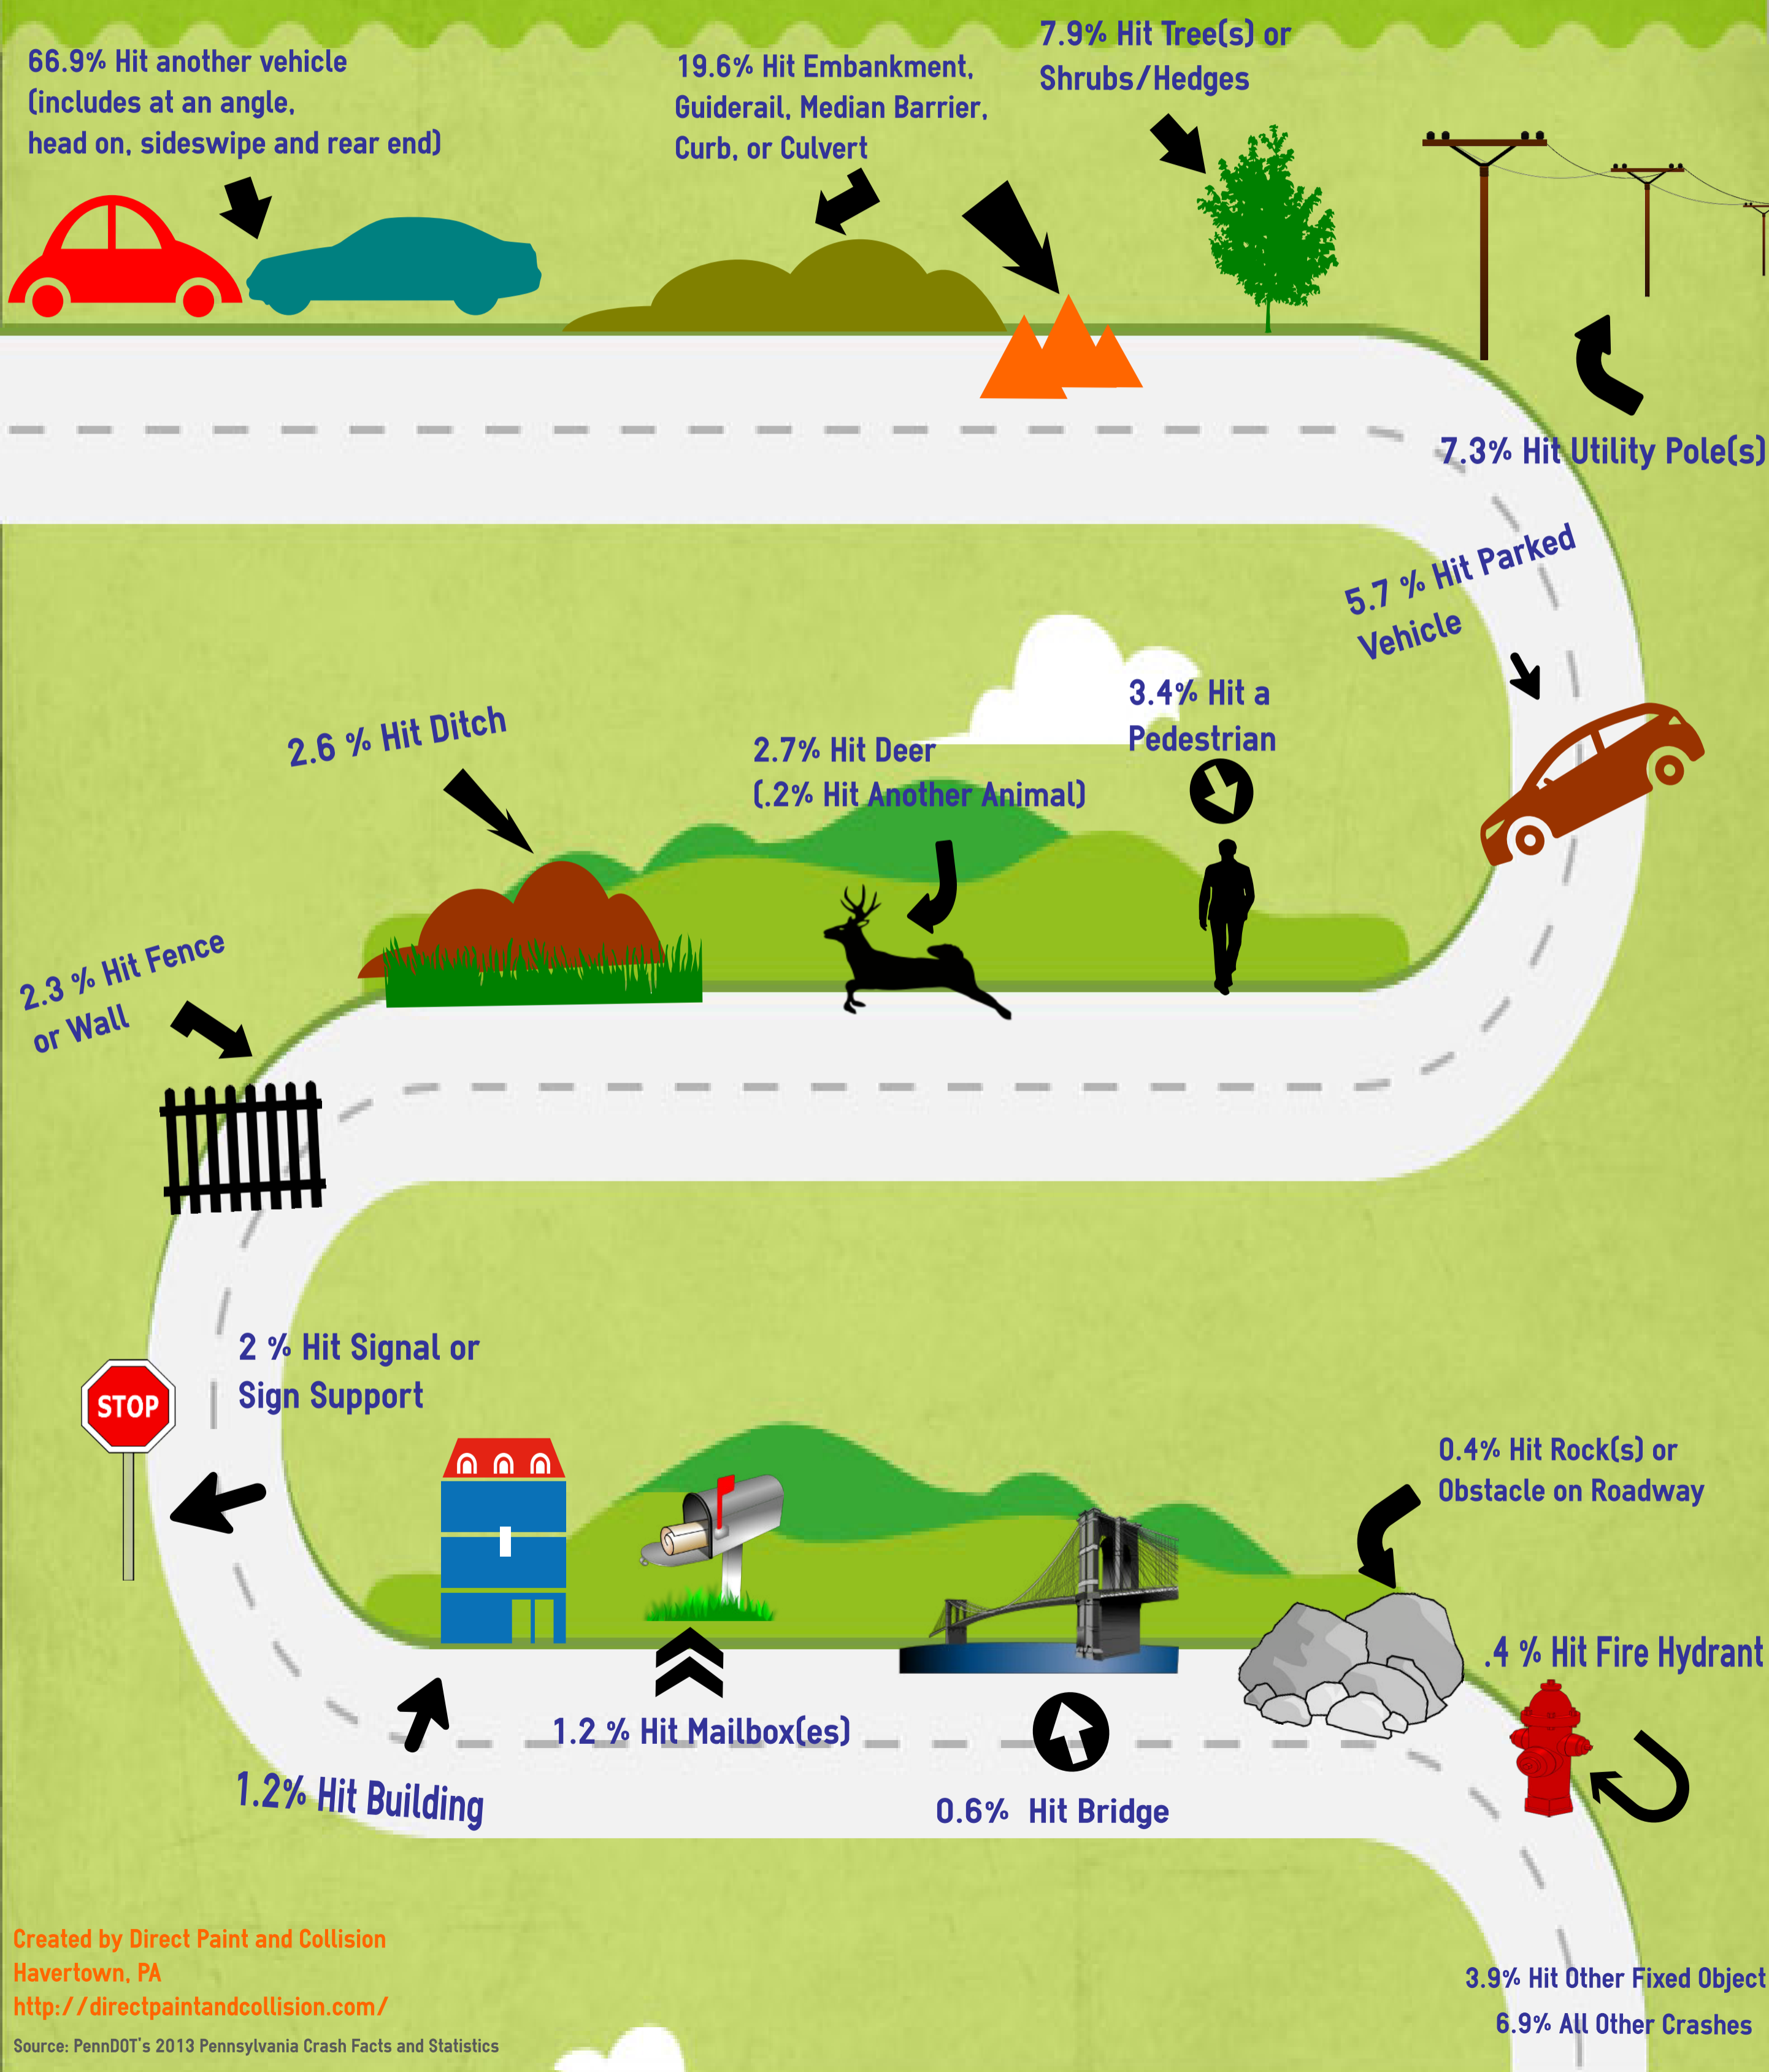 66.9% Hit another vehicle
(includes at an angle,
head on, sideswipe and rear end)
19.6% Hit Embankment,
Guiderail, Median Barrier,
Curb, or Culvert
7.9% Hit Tree(s) or
Shrubs/Hedges
7.3% Hit Utility Pole(s)
5.7 % Hit Parked
Vehicle
3.4% Hit a
Pedestrian
2.7% Hit Deer
(.2% Hit Another Animal)
2.6 % Hit Ditch
2.3 % Hit Fence
or Wall
2 % Hit Signal or
Sign Support
STOP
1.2% Hit Building
1.2 % Hit Mailbox(es)
0.6% Hit Bridge
0.4% Hit Rock(s) or
Obstacle on Roadway
.4 % Hit Fire Hydrant
3.9% Hit Other Fixed Object
6.9% All Other Crashes
Created by Direct Paint and Collision
Havertown, PA
http://directpaintandcollision.com/
Source: PennDOT's 2013 Pennsylvania Crash Facts and Statistics